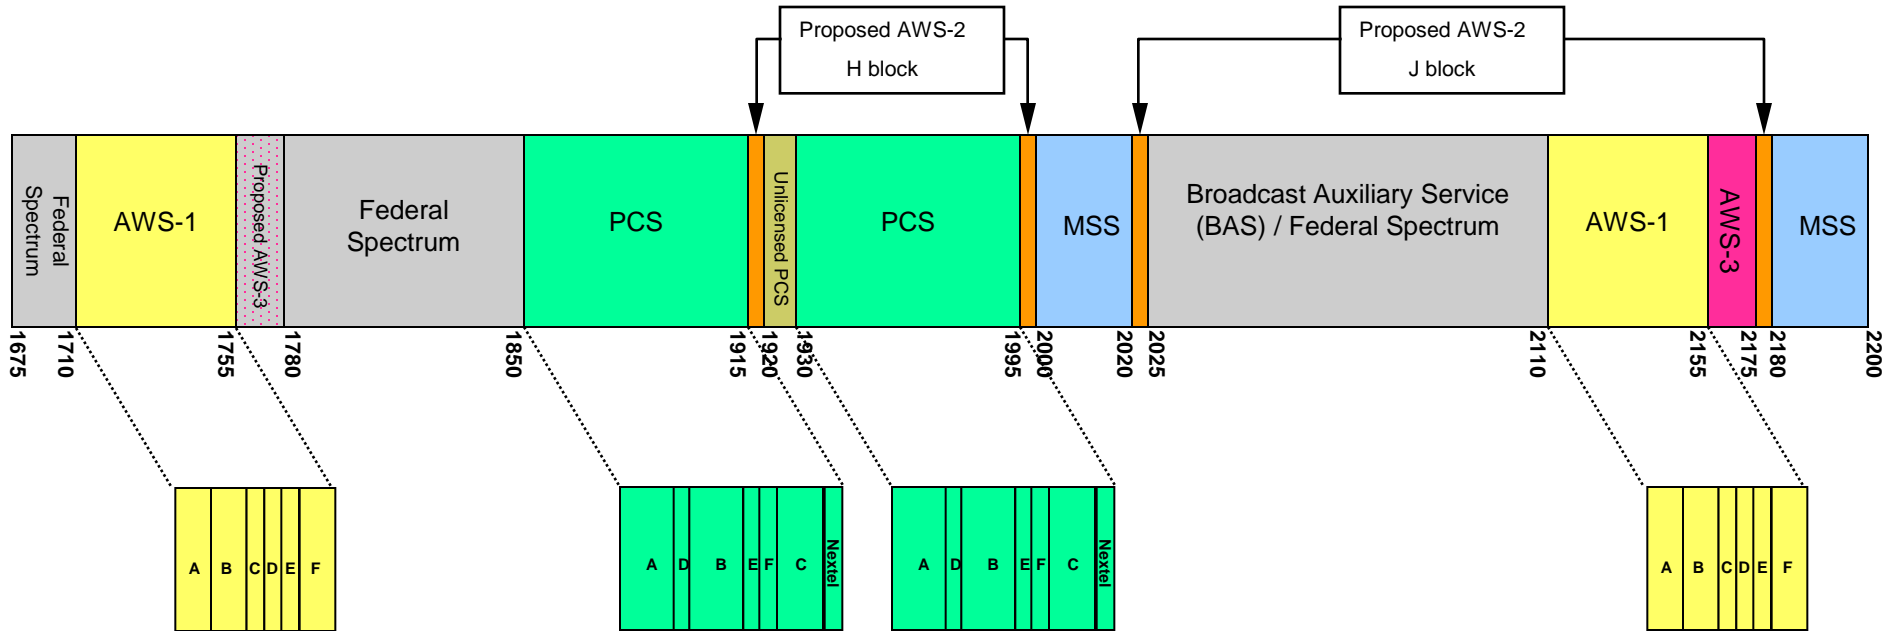 Proposed AWS-2
H block
Proposed AWS-2
J block
Federal
Spectrum
AWS-1
Proposed AWS-3
Federal
Spectrum
PCS
Unlicensed PCS
PCS
MSS
Broadcast Auxiliary Service
(BAS) / Federal Spectrum
AWS-1
AWS-3
MSS
1675
1710
1755
1780
1850
1915
1920
1930
1995
2000
2020
2025
2110
2155
2175
2180
2200
A B C D E F
A D B E F C Nextel
A D B E F C Nextel
A B C D E F